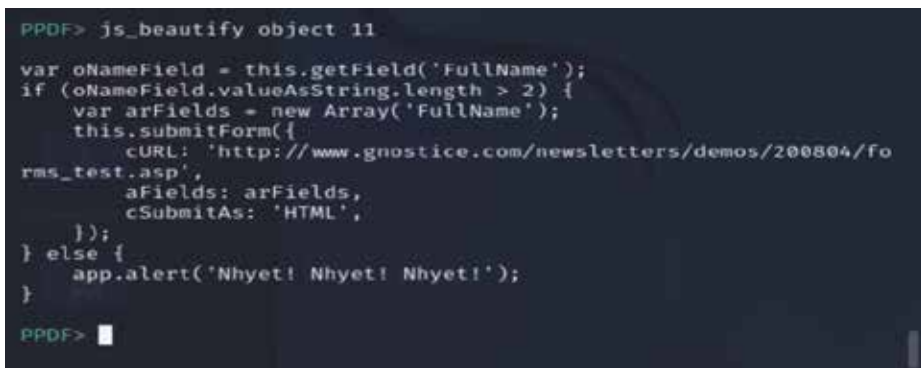 PPDF> js_beautify object 11
var oNameField = this.getField('FullName');
if (oNameField.valueAsString.length > 2) {
    var arFields = new Array('FullName');
    this.submitForm({
        cURL: 'http://www.gnostice.com/newsletters/demos/200804/fo
rms_test.asp',
        aFields: arFields,
        cSubmitAs: 'HTML',
    });
} else {
    app.alert('Nhyet! Nhyet! Nhyet!');
}
PPDF>